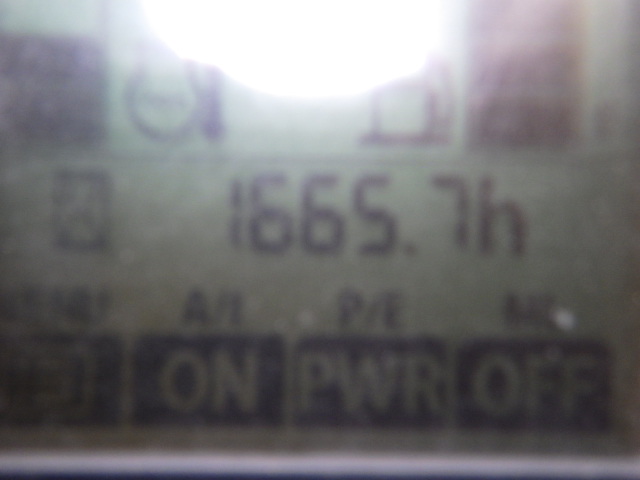 1665.7h
A/I P/E
ON PWR OFF